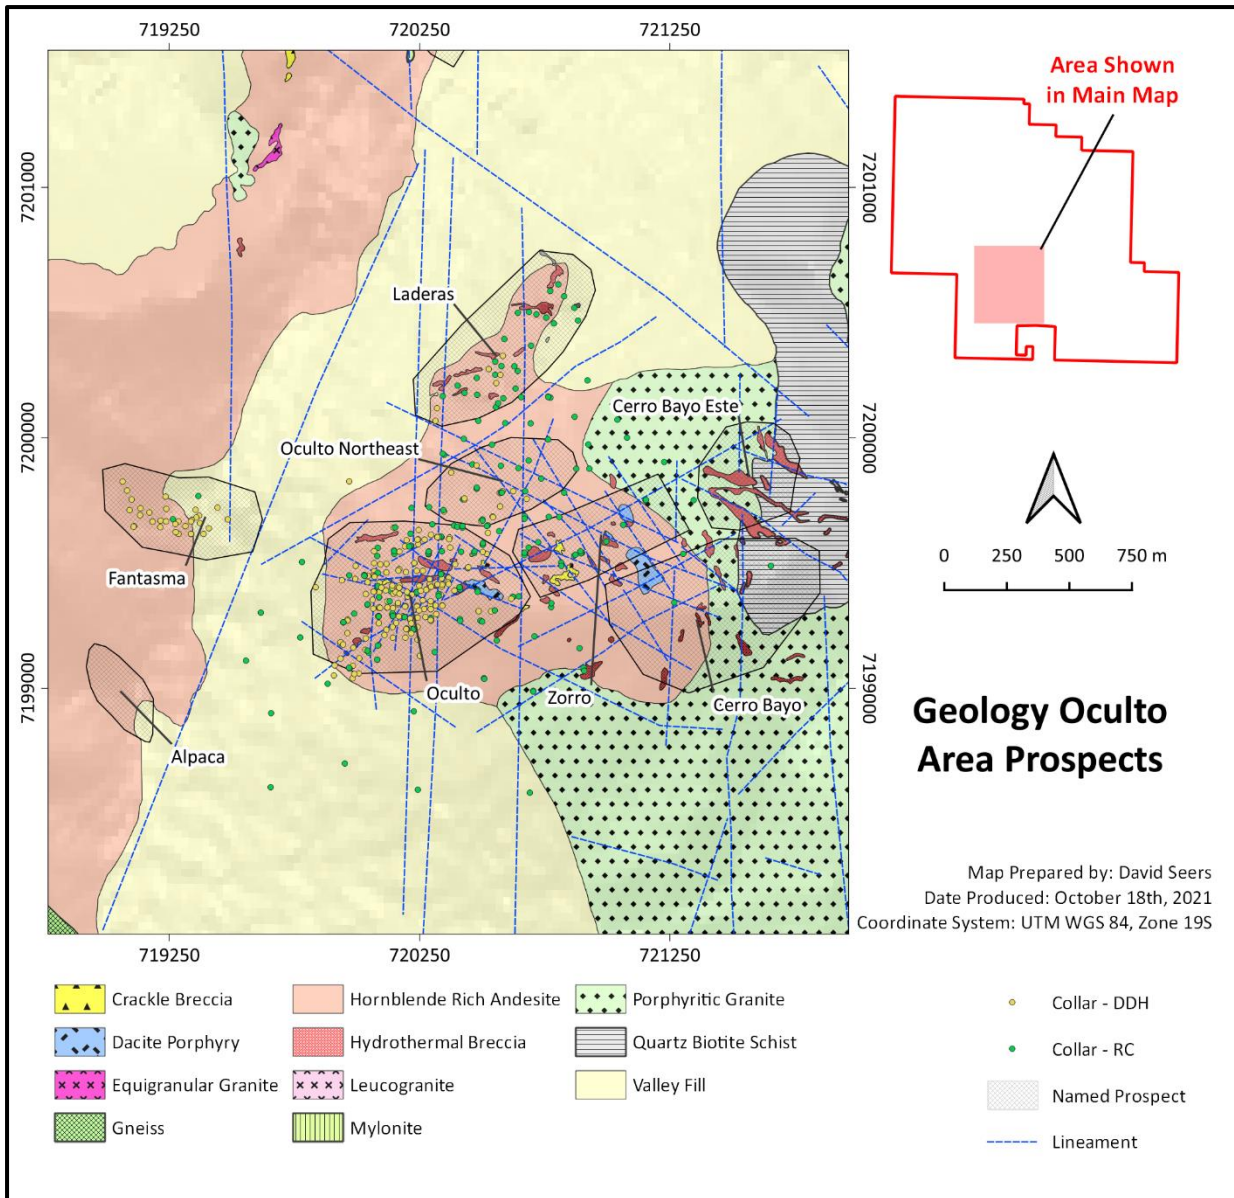 719250
720250
721250
Area Shown
in Main Map
7201000
7201000
Laderas
Cerro Bayo Este
7200000
Oculto Northeast
7200000
0 250 500 750 m
Fantasma
7199000
Oculto
Zorro
Cerro Bayo
7199000
Alpaca
Geology Oculto
Area Prospects
Map Prepared by: David Seers
Date Produced: October 18th, 2021
Coordinate System: UTM WGS 84, Zone 19S
719250
720250
721250
Crackle Breccia
Hornblende Rich Andesite
Porphyritic Granite
Collar - DDH
Dacite Porphyry
Hydrothermal Breccia
Quartz Biotite Schist
Collar - RC
Equigranular Granite
Leucogranite
Valley Fill
Named Prospect
Gneiss
Mylonite
Lineament